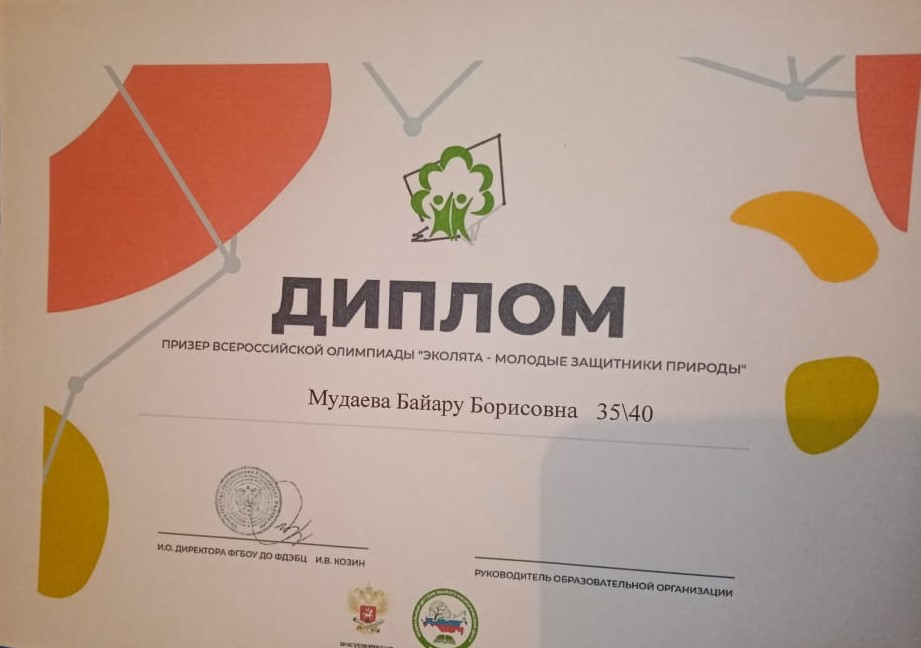 ДИПЛОМ
ПРИЗЕР ВСЕРОССИЙСКОЙ ОЛИМПИАДЫ "ЭКОЛЯТА - МОЛОДЫЕ ЗАЩИТНИКИ ПРИРОДЫ"
Мудаева Байару Борисовна 35\40
И.О. ДИРЕКТОРА ФГБОУ ДО ФДЭБЦ И.В. КОЗИН
РУКОВОДИТЕЛЬ ОБРАЗОВАТЕЛЬНОЙ ОРГАНИЗАЦИИ